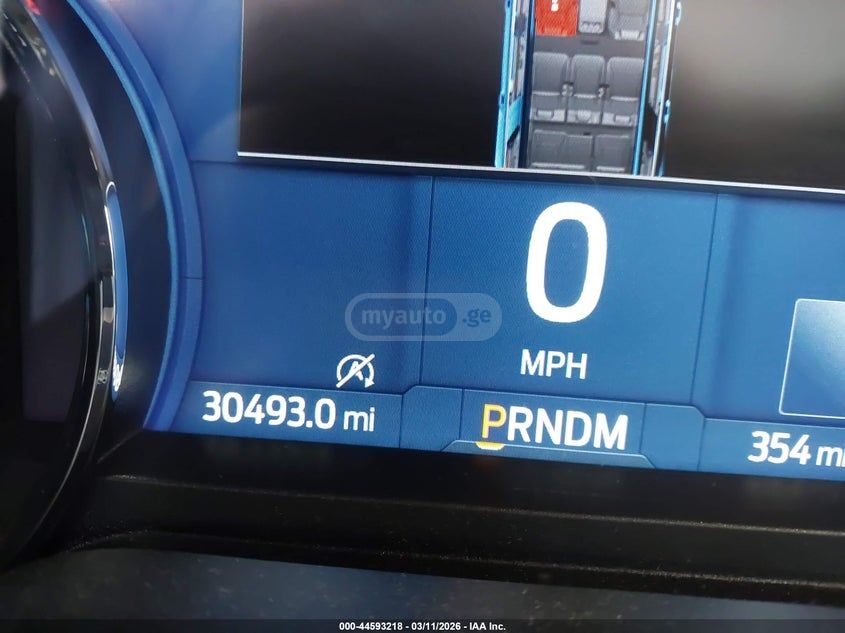 0
myauto .ge
MPH
30493.0 mi
PRNDM
354 mi
000-44593218 - 03/11/2026 - IAA Inc.